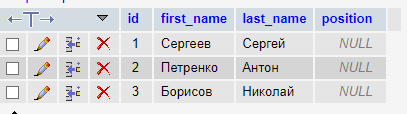 id first_name last_name position
1 Сергеев Сергей NULL
2 Петренко Антон NULL
3 Борисов Николай NULL